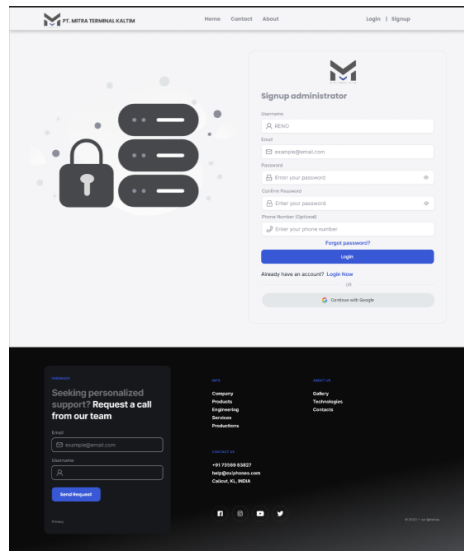 PT. MITRA TERMINAL KALTIM
Home Contact About
Login | Signup
Signup administrator
Username
RENO
Email
example@email.com
Password
Enter your password
Confirm Password
Enter your password
Phone Number (Optional)
Enter your phone number
Forgot password?
Login
Already have an account? Login Now
OR
Continue with Google
Seeking personalized
support? Request a call
from our team
Email
example@email.com
Username
Send Request
Privacy
INFO
Company
Products
Engineering
Services
Productions
ABOUT US
Gallery
Technologies
Contacts
CONTACT US
+91 72569 83827
help@exiphones.com
Calicut, KL, INDIA